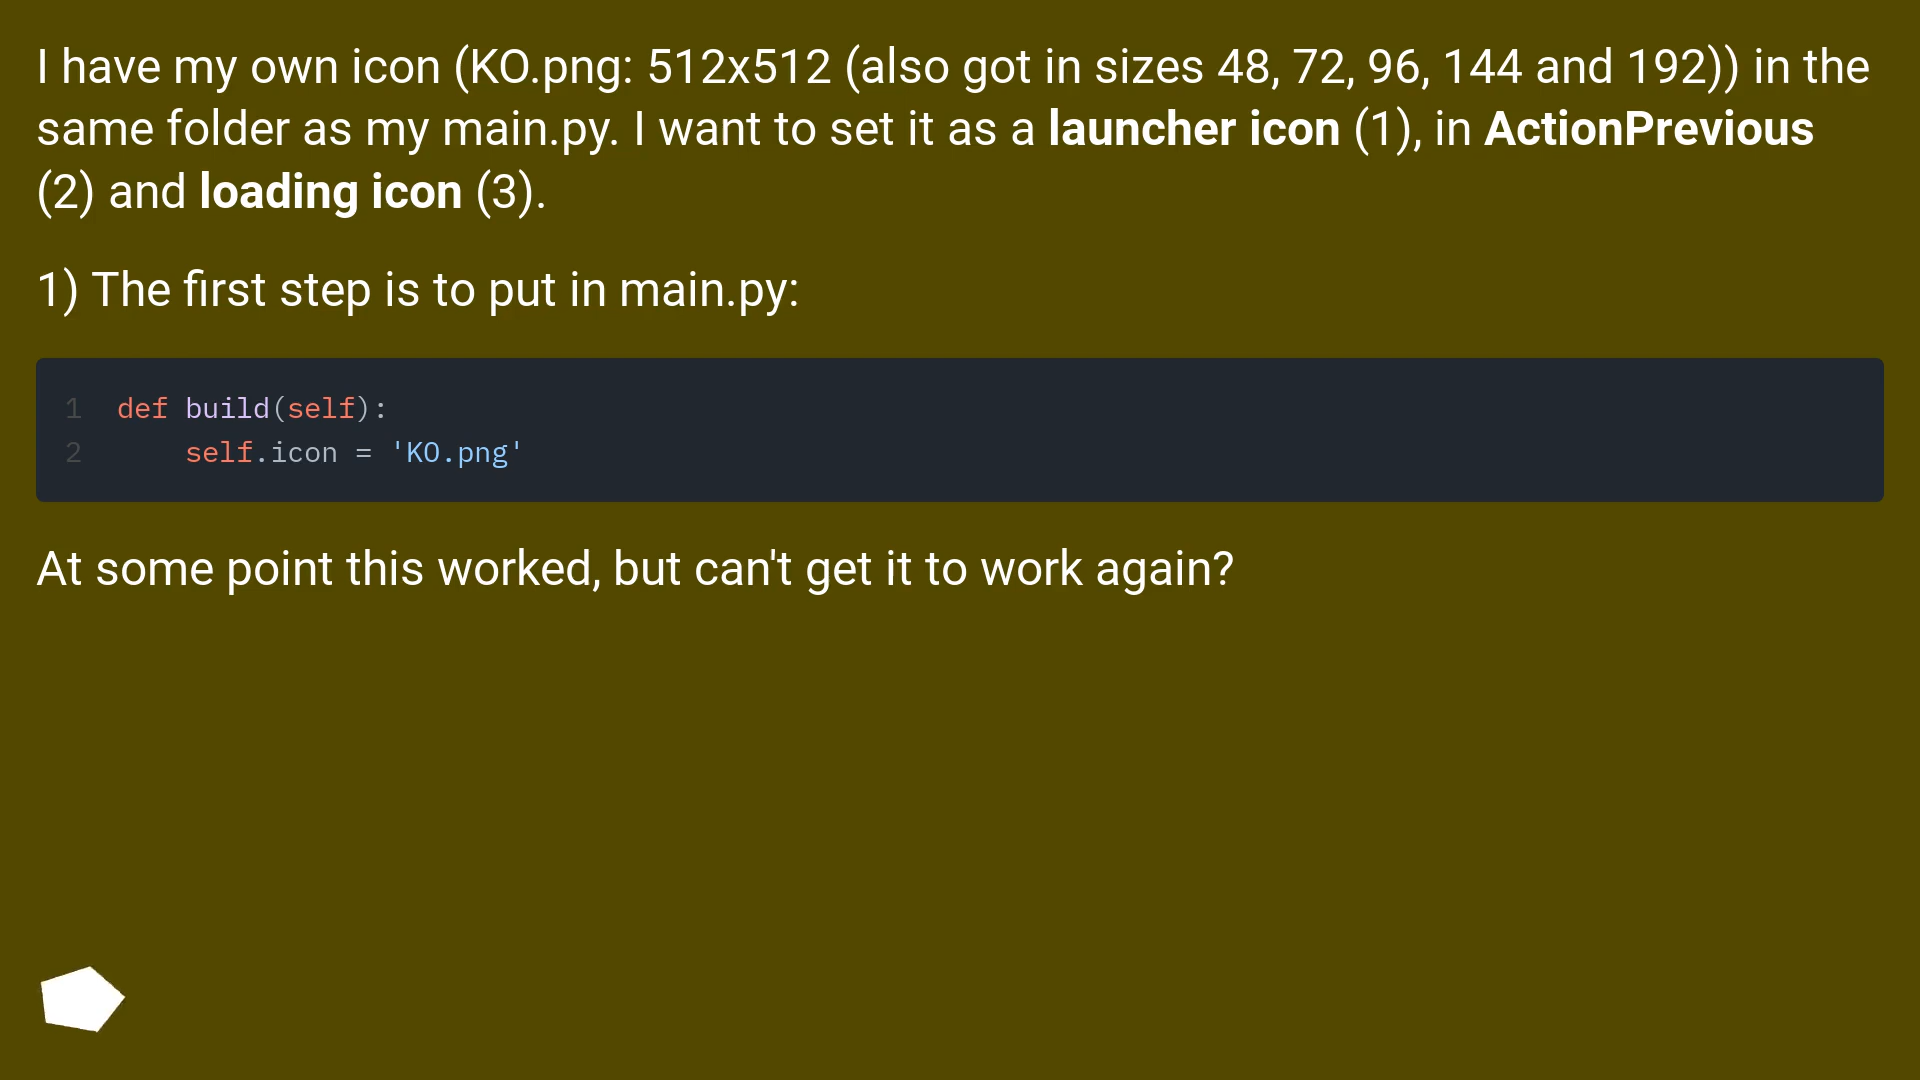 I have my own icon (KO.png: 512x512 (also got in sizes 48, 72, 96, 144 and 192)) in the
same folder as my main.py. I want to set it as a launcher icon (1), in ActionPrevious
(2) and loading icon (3).
1) The first step is to put in main.py:
1 def build(self):
2     self.icon = 'KO.png'
At some point this worked, but can't get it to work again?